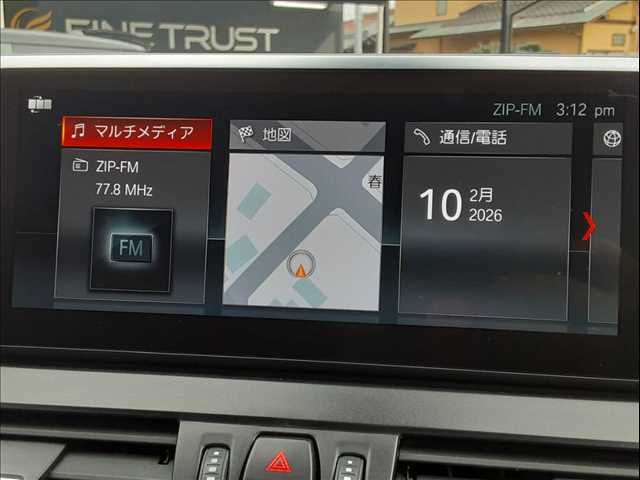 FINE TRUST
ZIP-FM 3:12 pm
マルチメディア
ZIP-FM
77.8 MHz
FM
地図
春
通信/電話
10 2月
2026